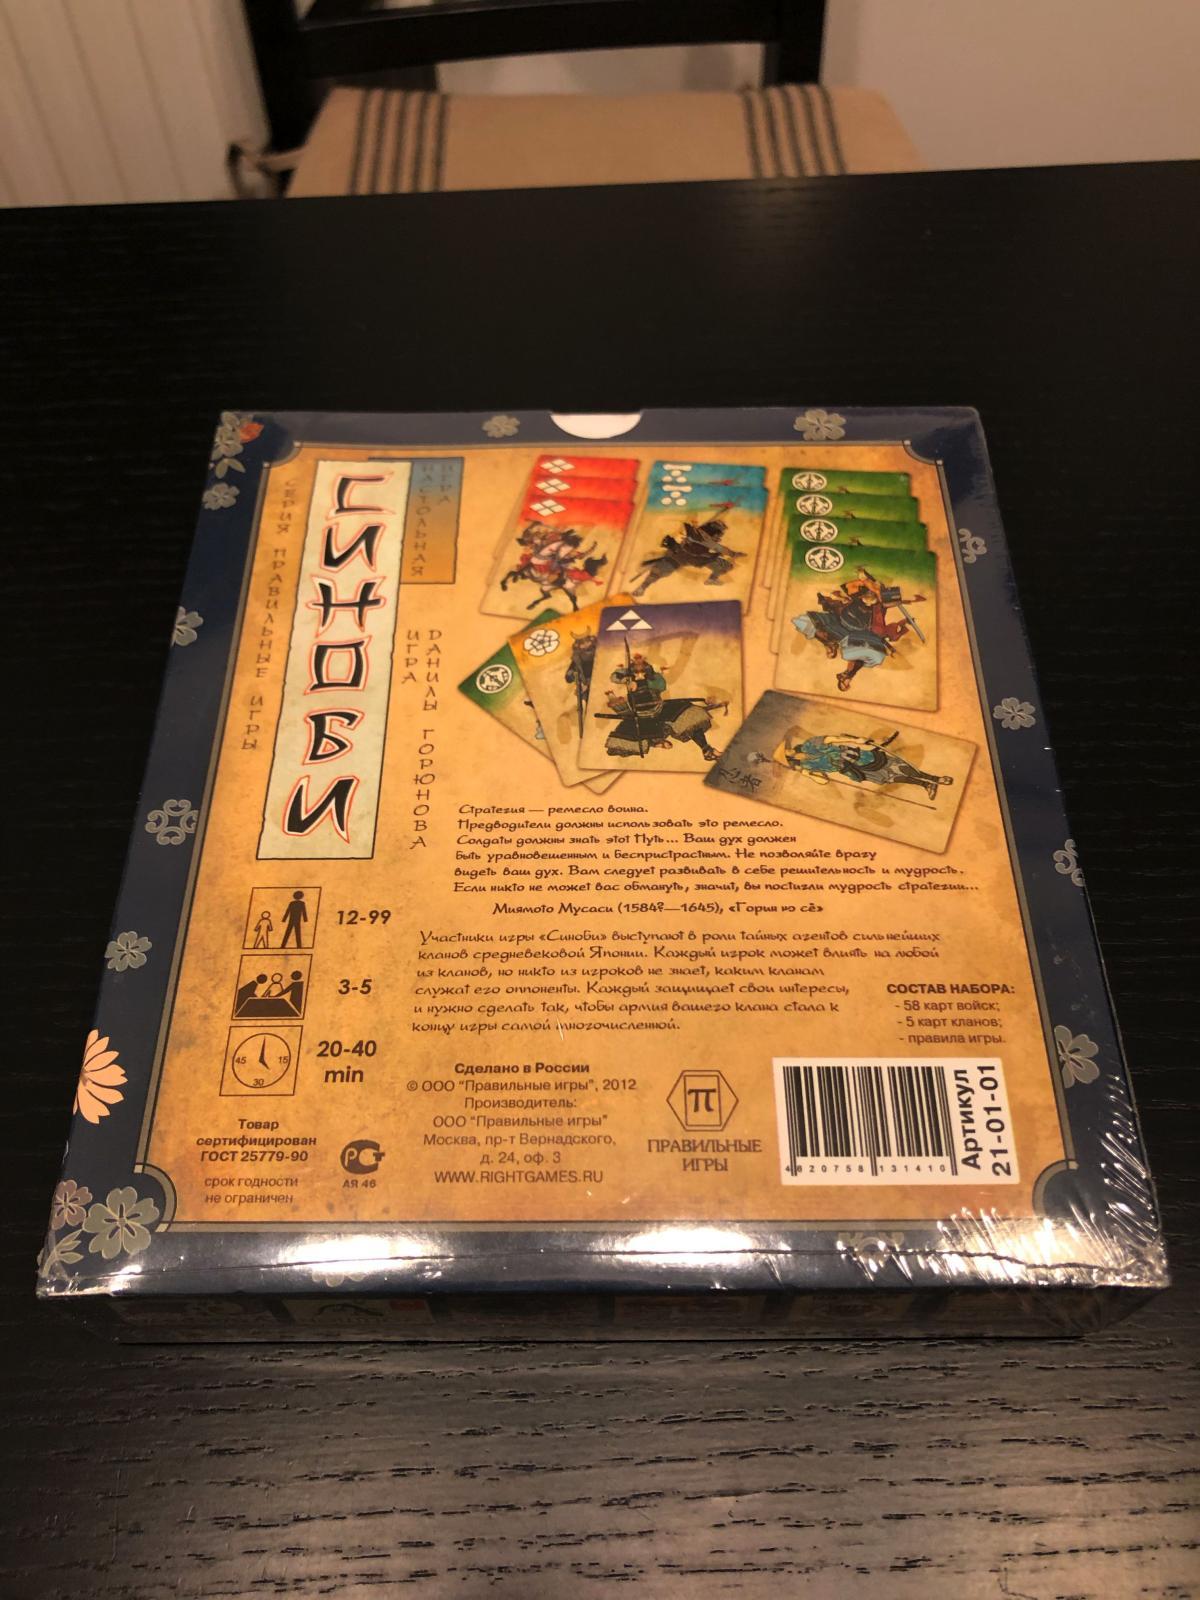 СЕРИЯ ПРАВИЛЬНЫЕ ИГРЫ
СИНОБИ
НАСТОЛЬНАЯ
ИГРА
ИГРА
ДАНИЛЫ ГОРЮНОВА
Стратегия — ремесло воина.
Предводители должны использовать это ремесло.
Солдаты должны знать этот Путь... Ваш дух должен
быть уравновешенным и беспристрастным. Не позволяйте врагу
видеть ваш дух. Вам следует развивать в себе решительность и мудрость.
Если никто не может вас обмануть, значит, вы постигли мудрость стратегии...
Миямото Мусаси (1584?—1645), «Горин но сё»
Участники игры «Синоби» выступают в роли тайных агентов сильнейших
кланов средневековой Японии. Каждый игрок может влиять на любой
из кланов, но никто из игроков не знает, каким кланам
служат его оппоненты. Каждый защищает свои интересы,
и нужно сделать так, чтобы армия вашего клана стала к
концу игры самой многочисленной.
12-99
3-5
45 15
30
20-40
min
СОСТАВ НАБОРА:
- 58 карт войск;
- 5 карт кланов;
- правила игры.
Товар
сертифицирован
ГОСТ 25779-90
срок годности
не ограничен
РСТ
АЯ 46
Сделано в России
© ООО "Правильные игры", 2012
Производитель:
ООО "Правильные игры"
Москва, пр-т Вернадского,
д. 24, оф. 3
WWW.RIGHTGAMES.RU
π
ПРАВИЛЬНЫЕ
ИГРЫ
4620758131410
Артикул
21-01-01